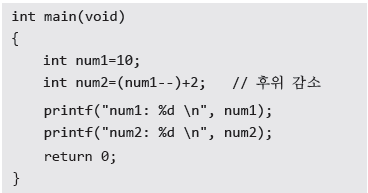 int main(void)
{
    int num1=10;
    int num2=(num1--)+2;   // 후위 감소
    printf("num1: %d \n", num1);
    printf("num2: %d \n", num2);
    return 0;
}